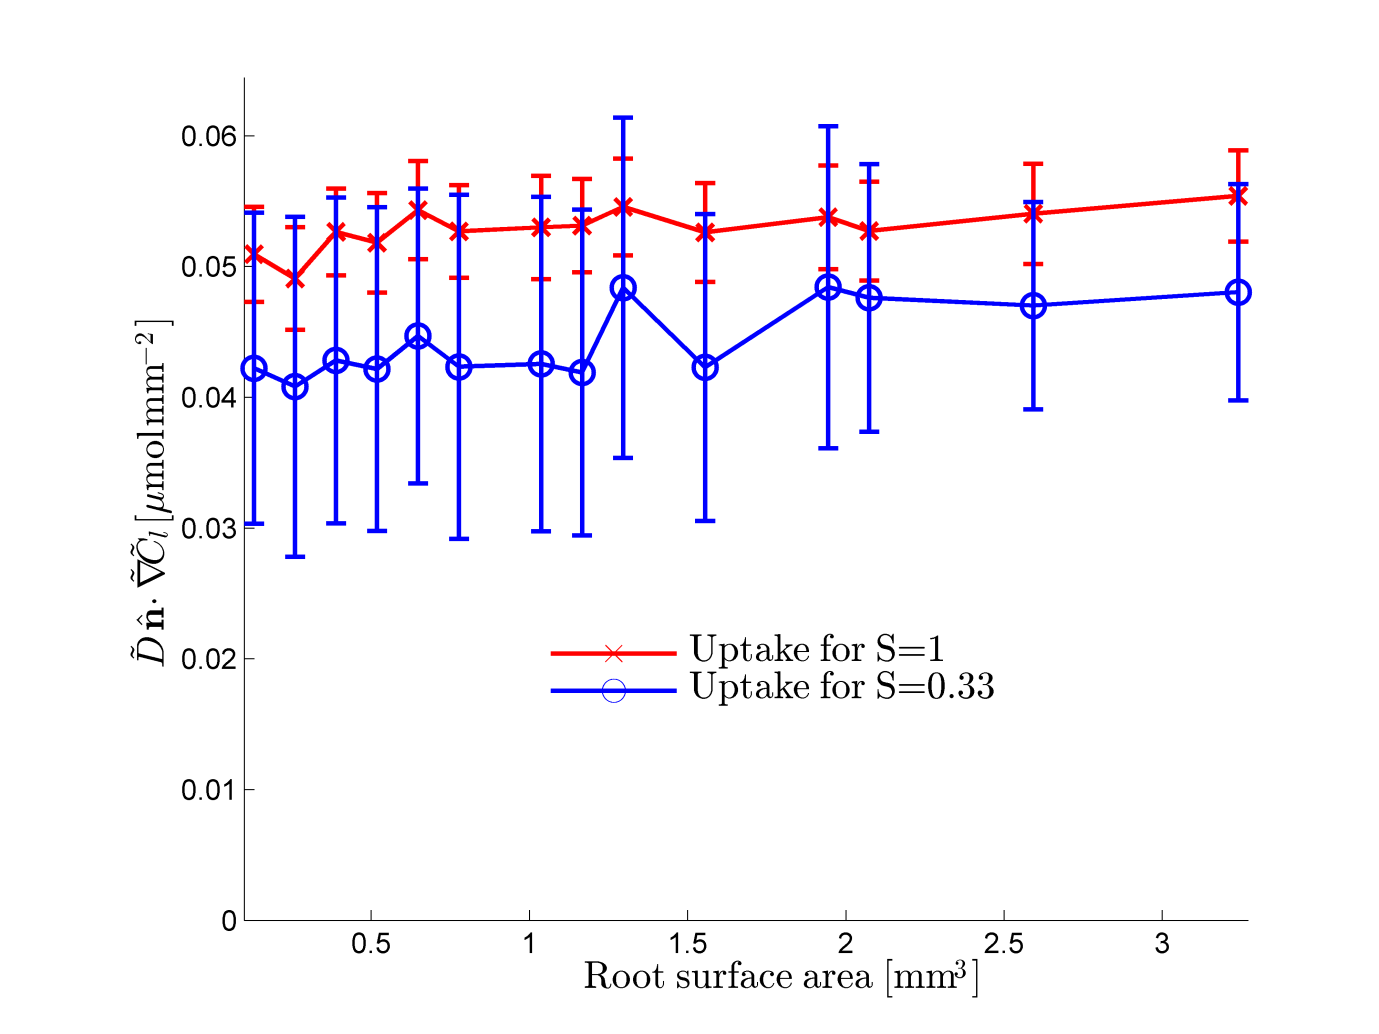 0.06
0.05
0.04
0.03
0.02
0.01
0
D̃ n̂· ∇̃C̃ₗ [μmolmm⁻²]
Uptake for S=1
Uptake for S=0.33
0.5 1 1.5 2 2.5 3
Root surface area [mm³]